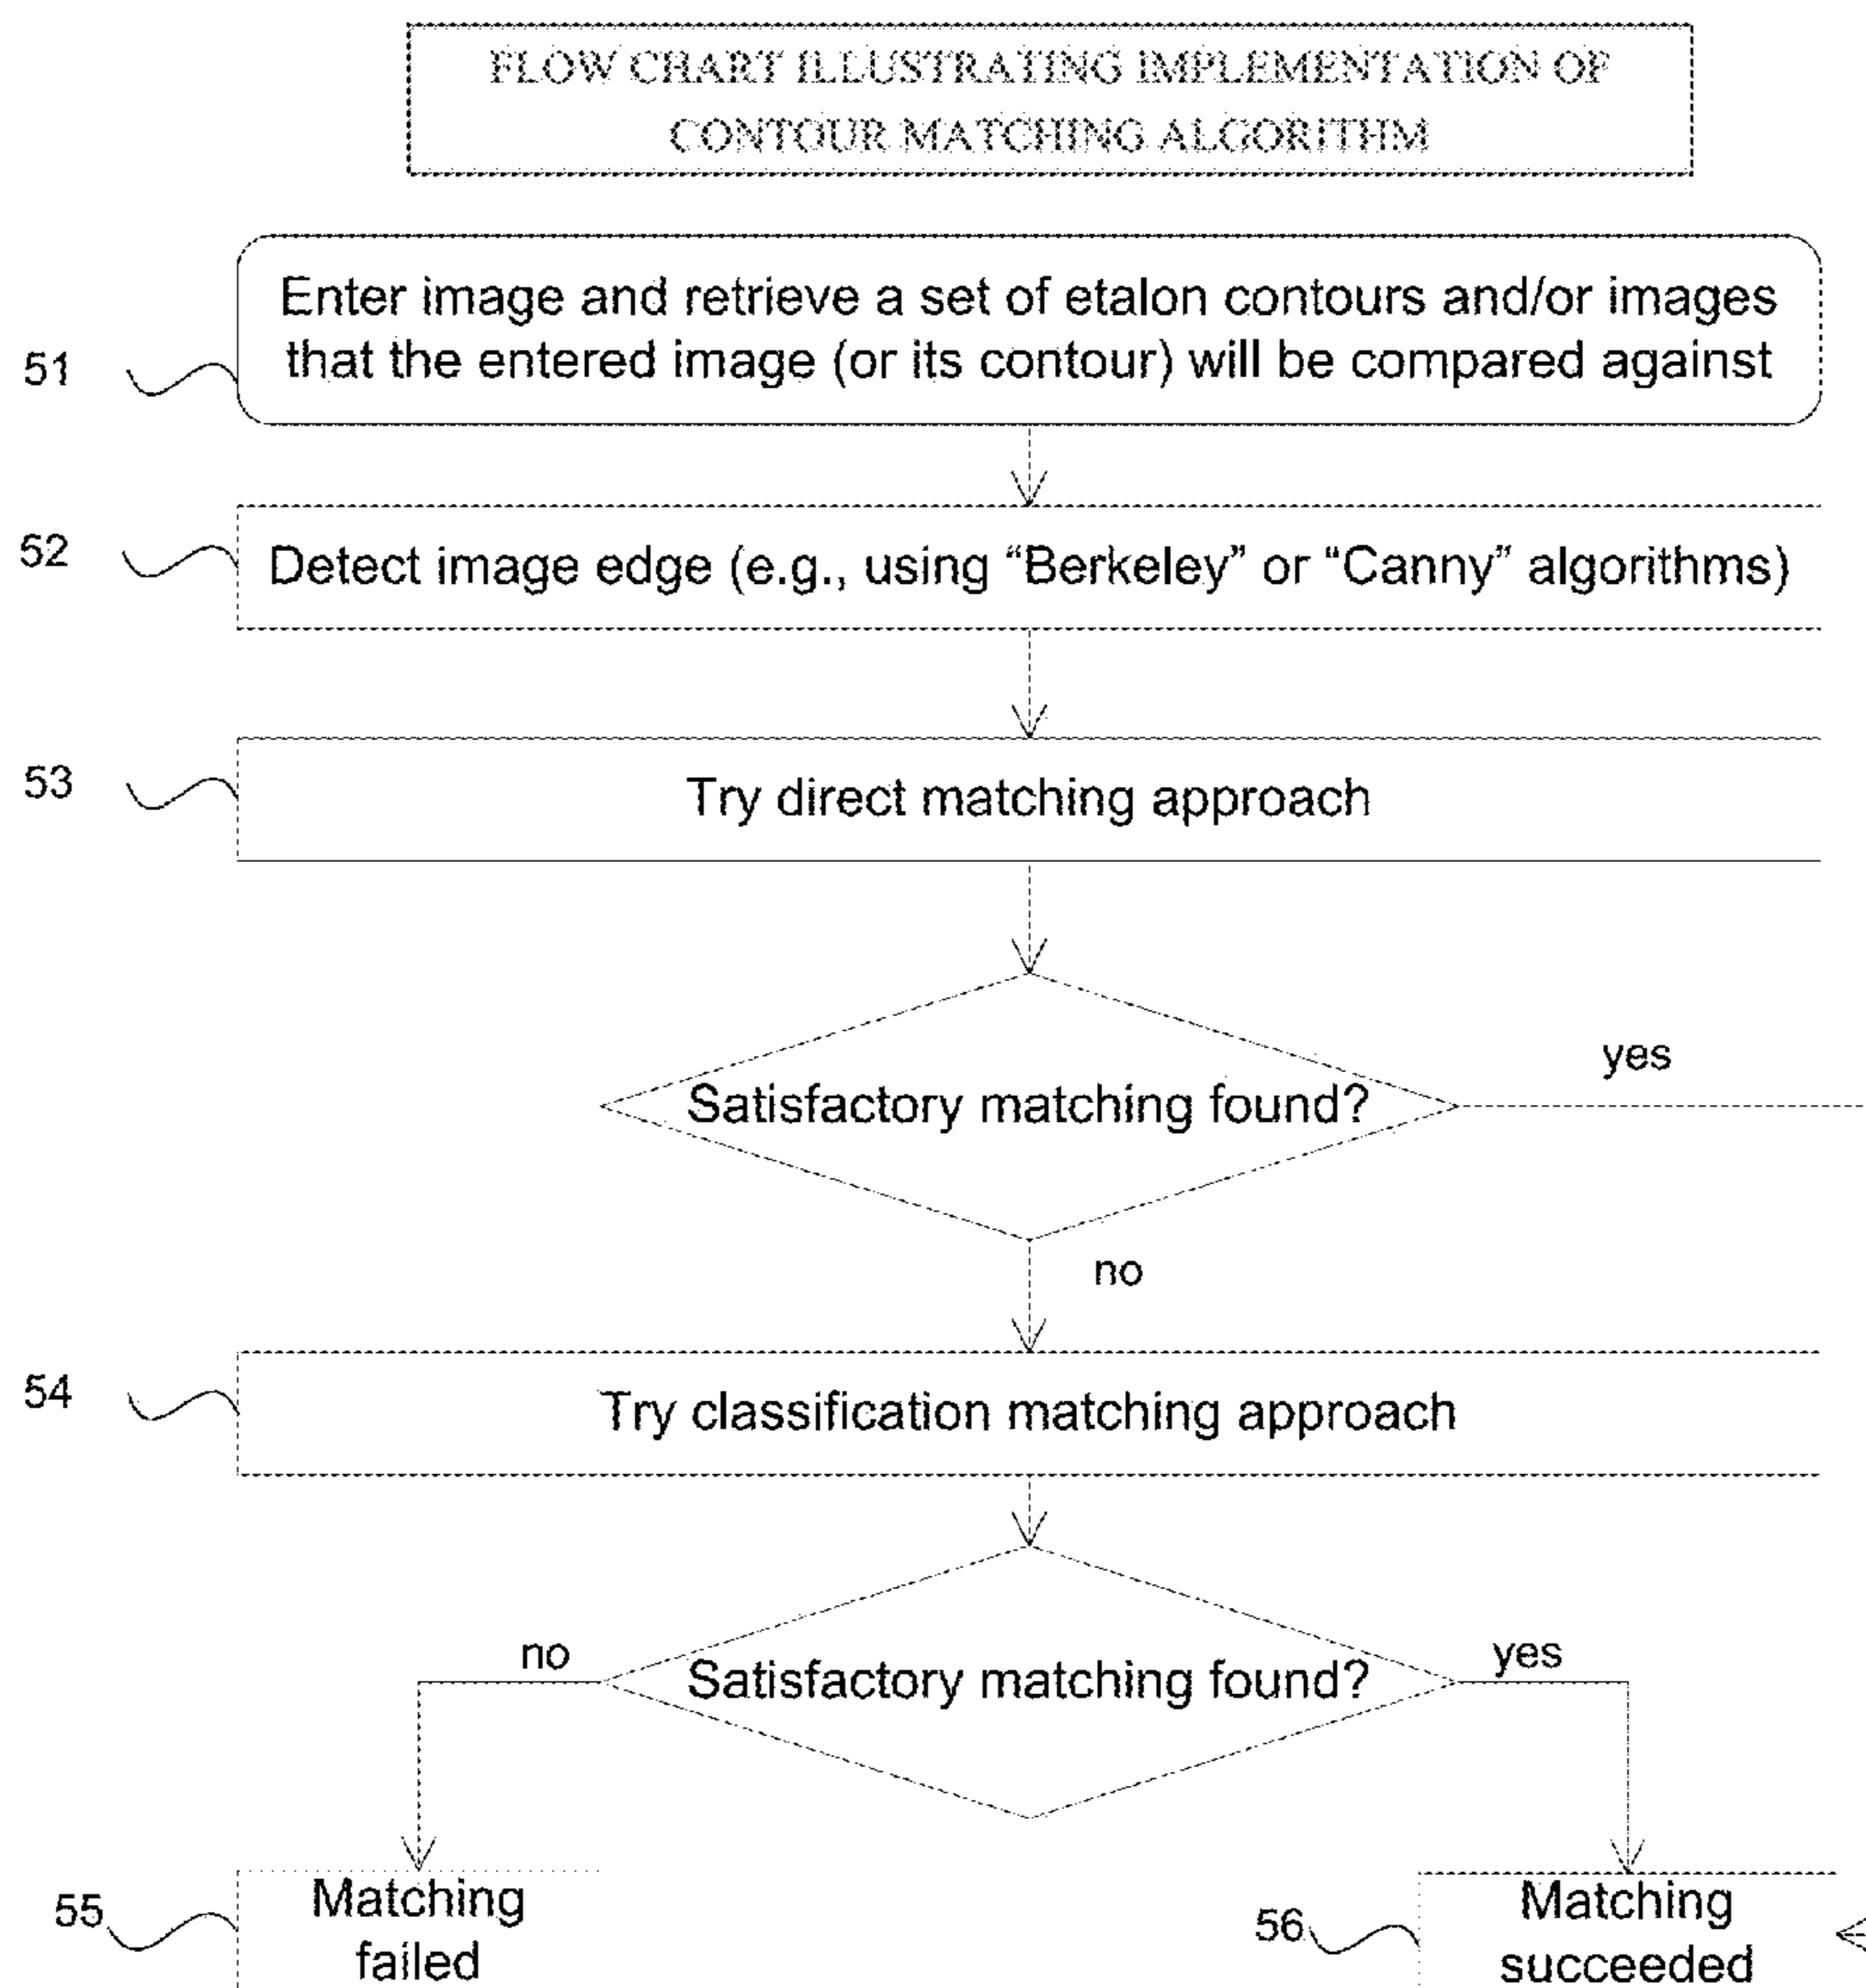 FLOW CHART ILLUSTRATING IMPLEMENTATION OF
CONTOUR MATCHING ALGORITHM
Enter image and retrieve a set of etalon contours and/or images
that the entered image (or its contour) will be compared against
51
52
Detect image edge (e.g., using “Berkeley” or “Canny” algorithms)
53
Try direct matching approach
yes
Satisfactory matching found?
no
54
Try classification matching approach
no
yes
Satisfactory matching found?
55
Matching
failed
56
Matching
succeeded